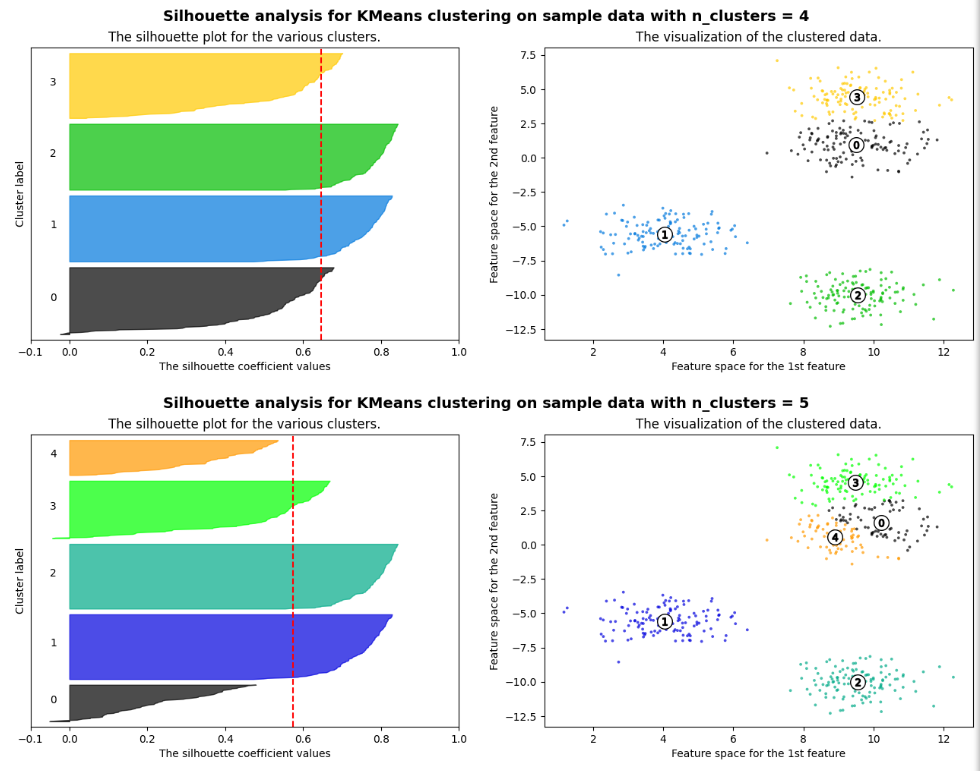 Silhouette analysis for KMeans clustering on sample data with n_clusters = 4
The silhouette plot for the various clusters.
Cluster label
3
2
1
0
−0.1 0.0 0.2 0.4 0.6 0.8 1.0
The silhouette coefficient values
The visualization of the clustered data.
Feature space for the 2nd feature
7.5
5.0
2.5
0.0
−2.5
−5.0
−7.5
−10.0
−12.5
3
0
1
2
2 4 6 8 10 12
Feature space for the 1st feature
Silhouette analysis for KMeans clustering on sample data with n_clusters = 5
The silhouette plot for the various clusters.
Cluster label
4
3
2
1
0
−0.1 0.0 0.2 0.4 0.6 0.8 1.0
The silhouette coefficient values
The visualization of the clustered data.
Feature space for the 2nd feature
7.5
5.0
2.5
0.0
−2.5
−5.0
−7.5
−10.0
−12.5
3
0
4
1
2
2 4 6 8 10 12
Feature space for the 1st feature